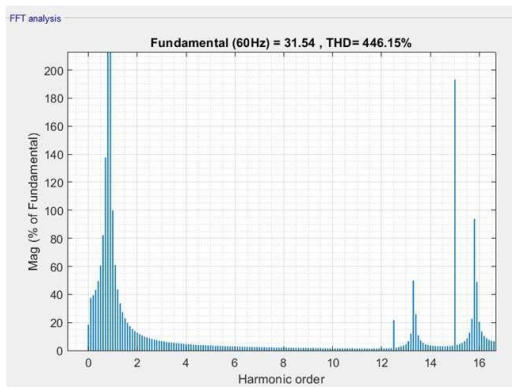 FFT analysis
Fundamental (60Hz) = 31.54 , THD= 446.15%
Mag (% of Fundamental)
200
180
160
140
120
100
80
60
40
20
0
0 2 4 6 8 10 12 14 16
Harmonic order